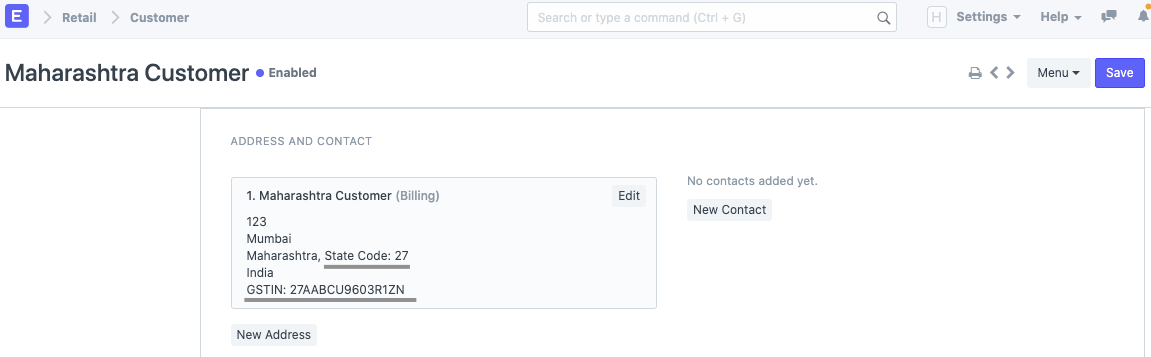 E Retail Customer Search or type a command (Ctrl + G) H Settings Help
Maharashtra Customer Enabled Menu Save
ADDRESS AND CONTACT
1. Maharashtra Customer (Billing) Edit
123
Mumbai
Maharashtra, State Code: 27
India
GSTIN: 27AABCU9603R1ZN
No contacts added yet.
New Contact
New Address